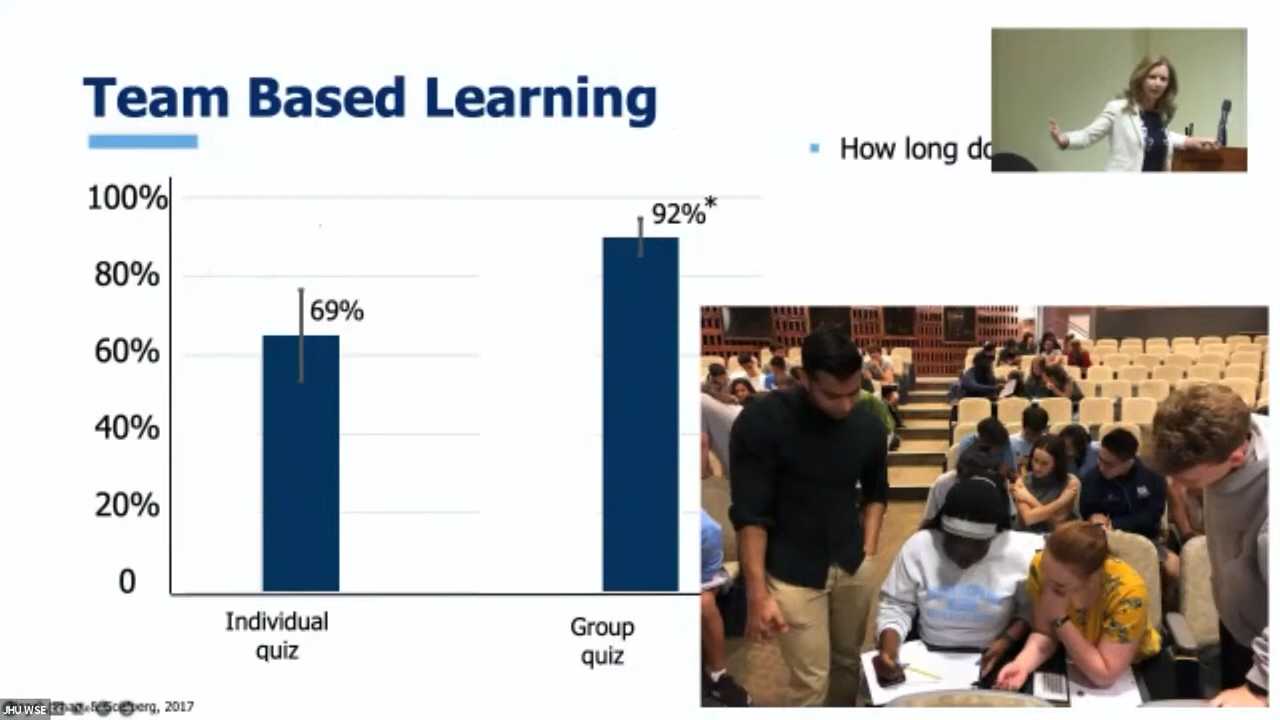 Team Based Learning
How long do
100%
80%
60%
40%
20%
0
69%
92%*
Individual
quiz
Group
quiz
JHU WSE
2017